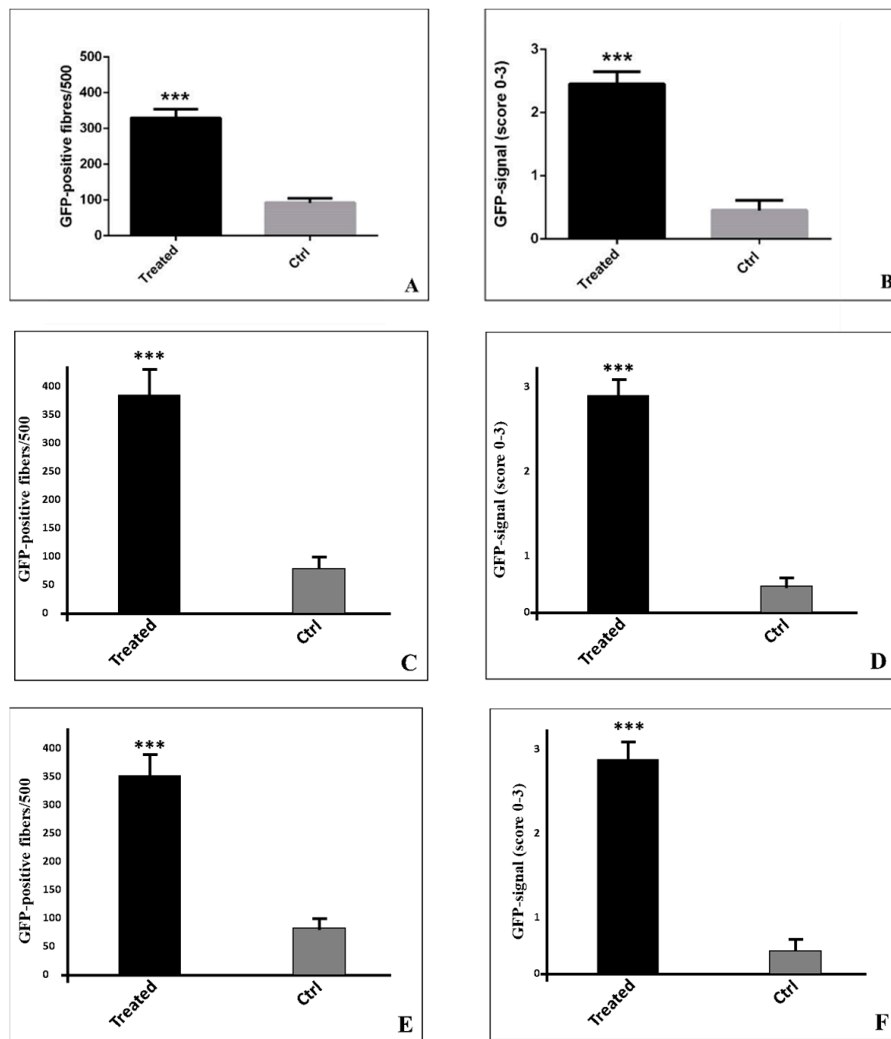 GFP-positive fibres/500
500
400
300
200
100
0
***
Treated
Ctrl
A
GFP-signal (score 0-3)
3
2
1
0
***
Treated
Ctrl
B
GFP-positive fibers/500
400
350
300
250
200
150
100
50
0
***
Treated
Ctrl
C
GFP-signal (score 0-3)
3
2
1
0
***
Treated
Ctrl
D
GFP-positive fibers/500
400
350
300
250
200
150
100
50
0
***
Treated
Ctrl
E
GFP-signal (score 0-3)
3
2
1
0
***
Treated
Ctrl
F